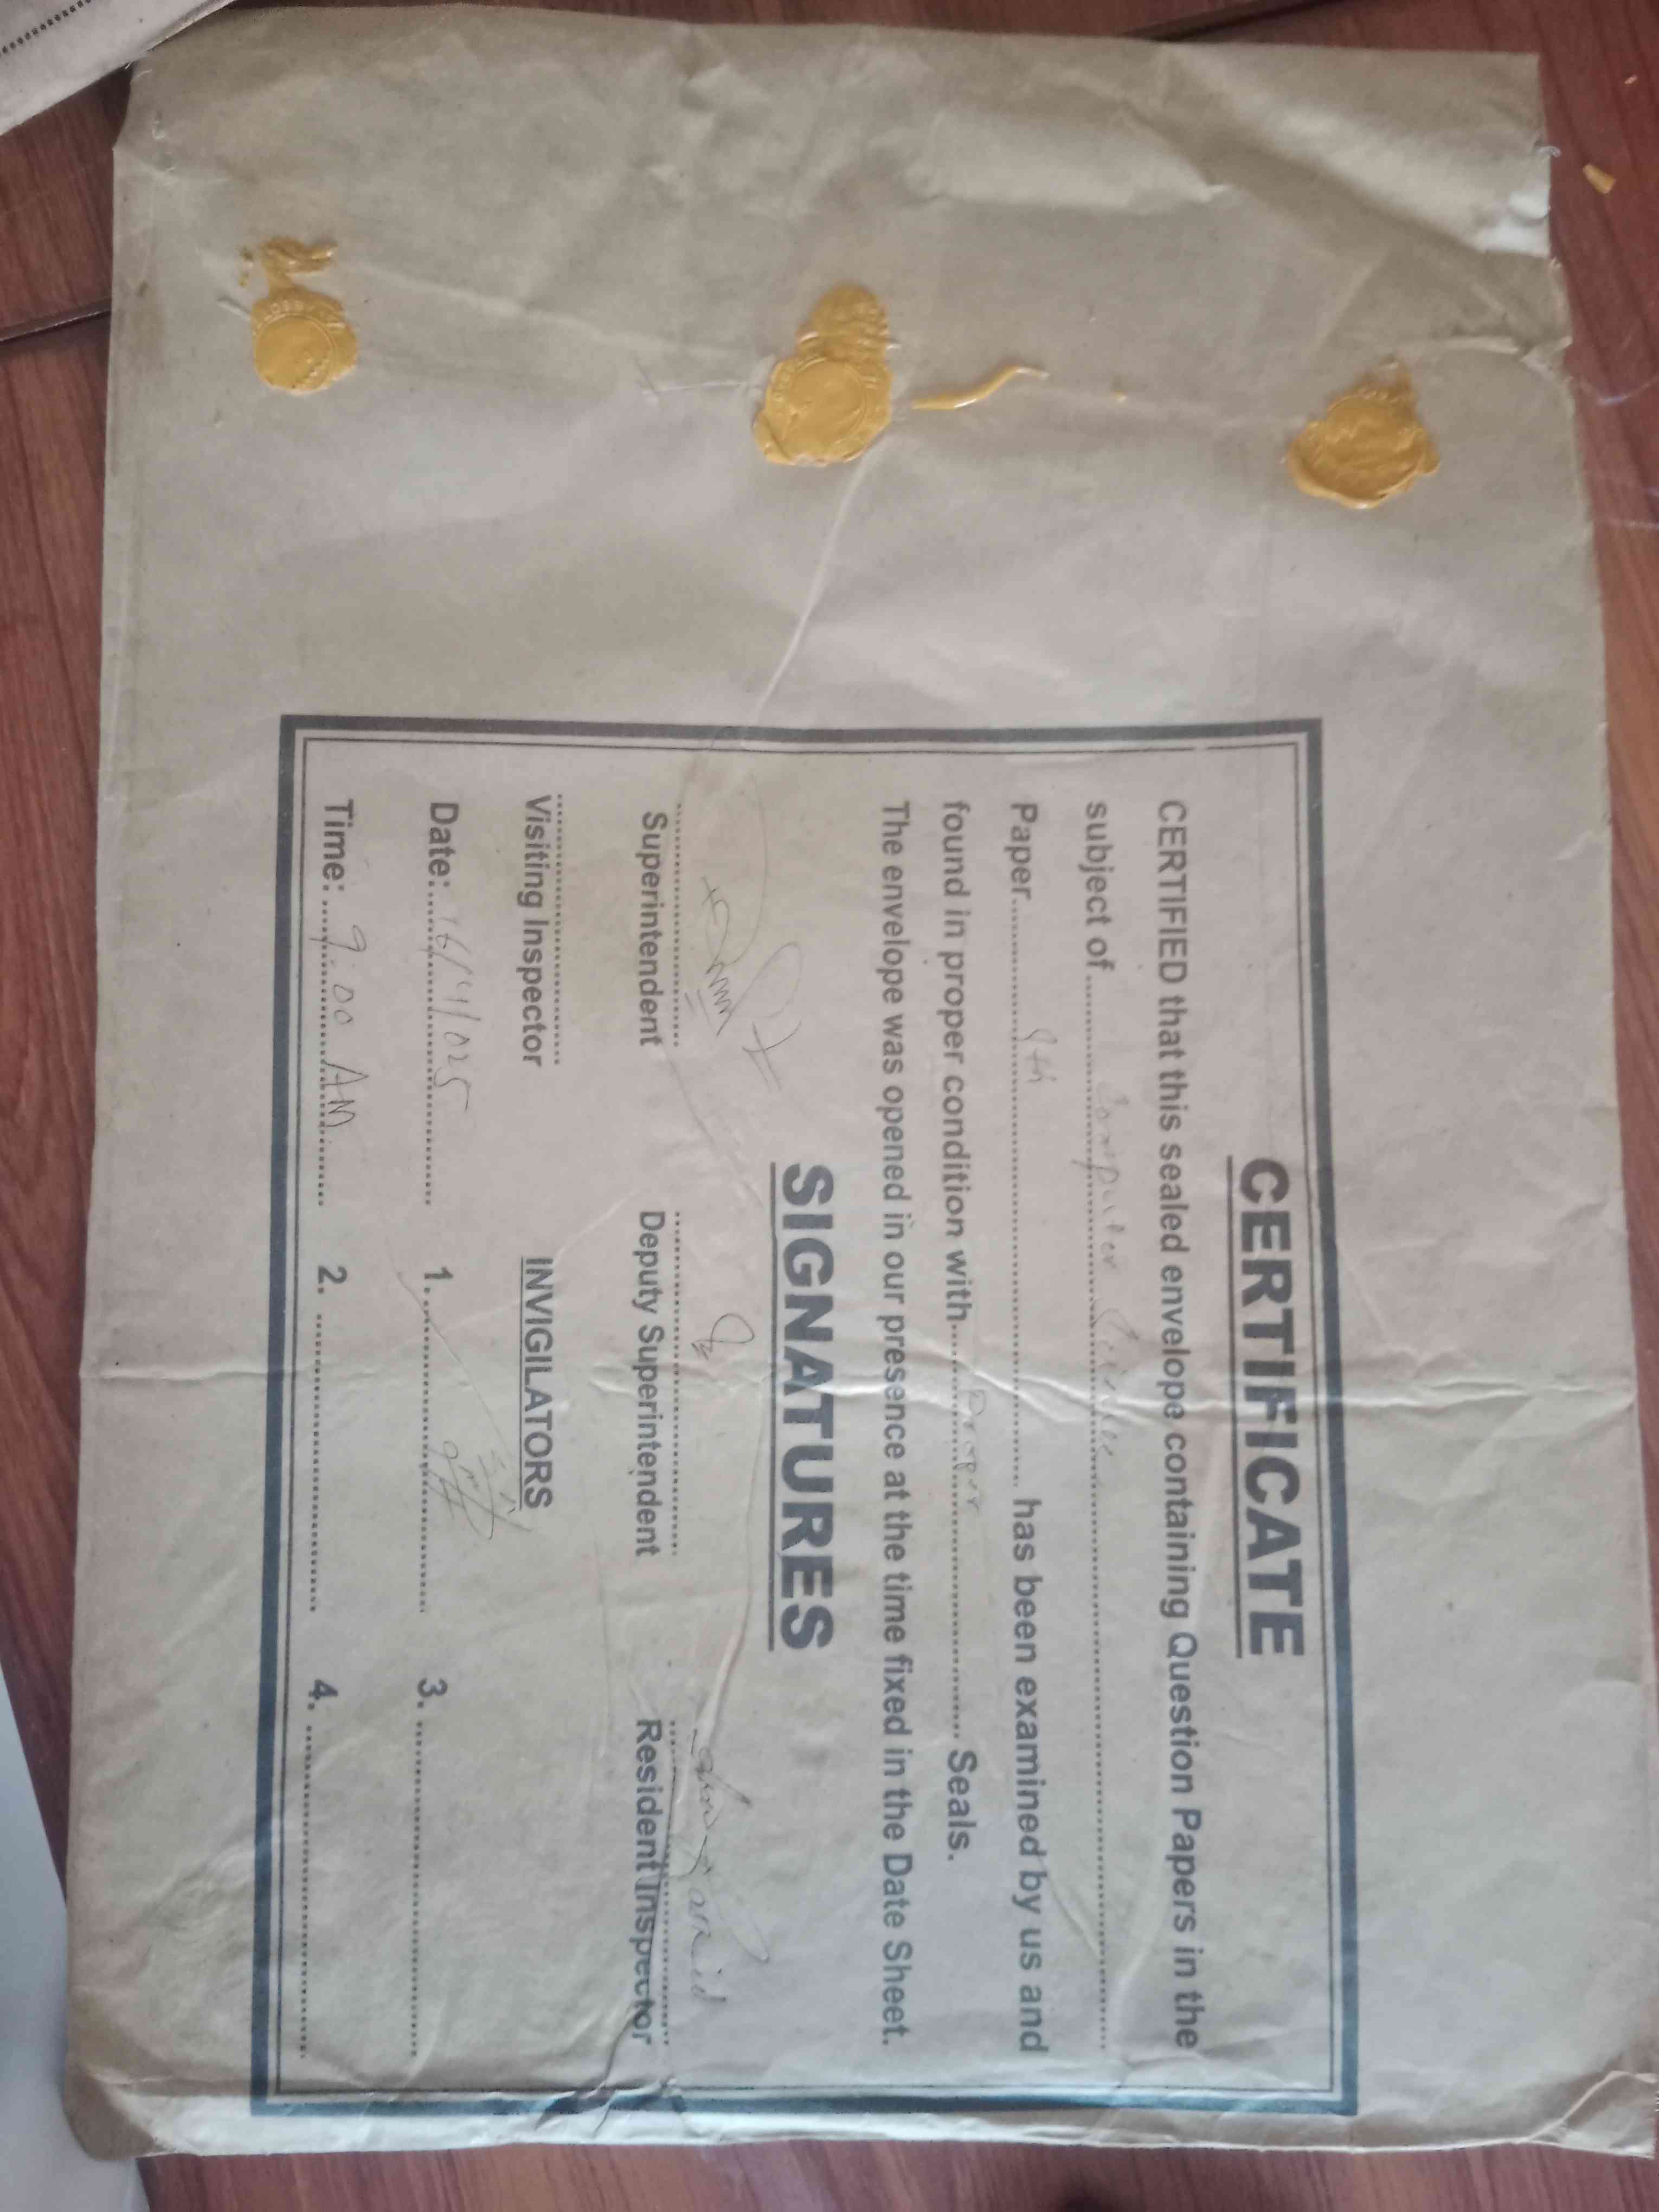 CERTIFICATE
CERTIFIED that this sealed envelope containing Question Papers in the
subject of Computer Science
Paper 9th has been examined by us and
found in proper condition with Proper Seals.
The envelope was opened in our presence at the time fixed in the Date Sheet.
SIGNATURES
Superintendent Deputy Superintendent Resident Inspector
Visiting Inspector INVIGILATORS
Date: 16/4/025 1. 3.
Time: 9:00 AM 2. 4.